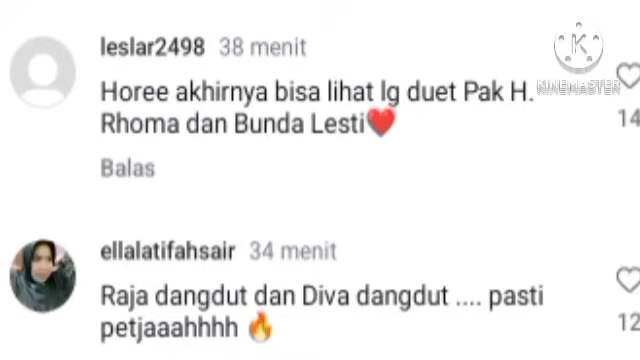 leslar2498 38 menit
Horee akhirnya bisa lihat lg duet Pak H.
Rhoma dan Bunda Lesti❤️
14
Balas
ellalatifahsair 34 menit
Raja dangdut dan Diva dangdut .... pasti
petjaaahhhh 🔥
12
K
KINEMASTER
KINEMASTER